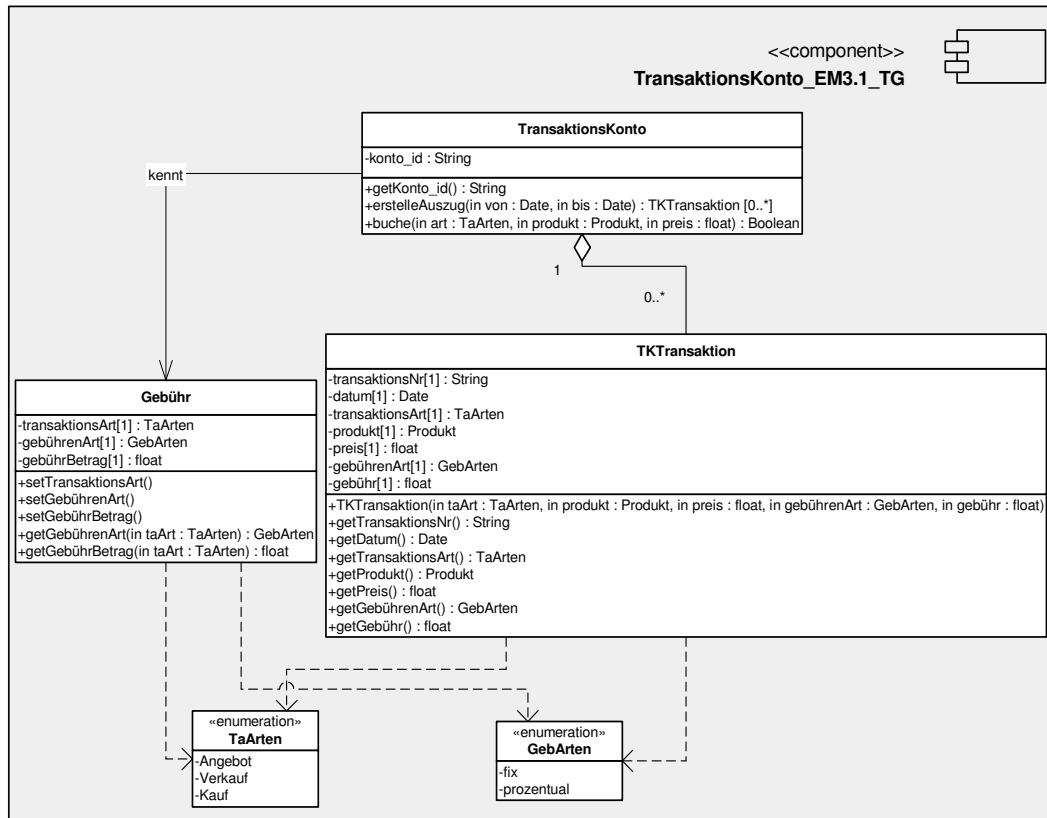 <<component>>
TransaktionsKonto_EM3.1_TG
TransaktionsKonto
-konto_id : String
+getKonto_id() : String
+erstelleAuszug(in von : Date, in bis : Date) : TKTransaktion [0..*]
+buche(in art : TaArten, in produkt : Produkt, in preis : float) : Boolean
kennt
1
0..*
Gebühr
-transaktionsArt[1] : TaArten
-gebührenArt[1] : GebArten
-gebührBetrag[1] : float
+setTransaktionsArt()
+setGebührenArt()
+setGebührBetrag()
+getGebührenArt(in taArt : TaArten) : GebArten
+getGebührBetrag(in taArt : TaArten) : float
TKTransaktion
-transaktionsNr[1] : String
-datum[1] : Date
-transaktionsArt[1] : TaArten
-produkt[1] : Produkt
-preis[1] : float
-gebührenArt[1] : GebArten
-gebühr[1] : float
+TKTransaktion(in taArt : TaArten, in produkt : Produkt, in preis : float, in gebührenArt : GebArten, in gebühr : float)
+getTransaktionsNr() : String
+getDatum() : Date
+getTransaktionsArt() : TaArten
+getProdukt() : Produkt
+getPreis() : float
+getGebührenArt() : GebArten
+getGebühr() : float
«enumeration»
TaArten
-Angebot
-Verkauf
-Kauf
«enumeration»
GebArten
-fix
-prozentual